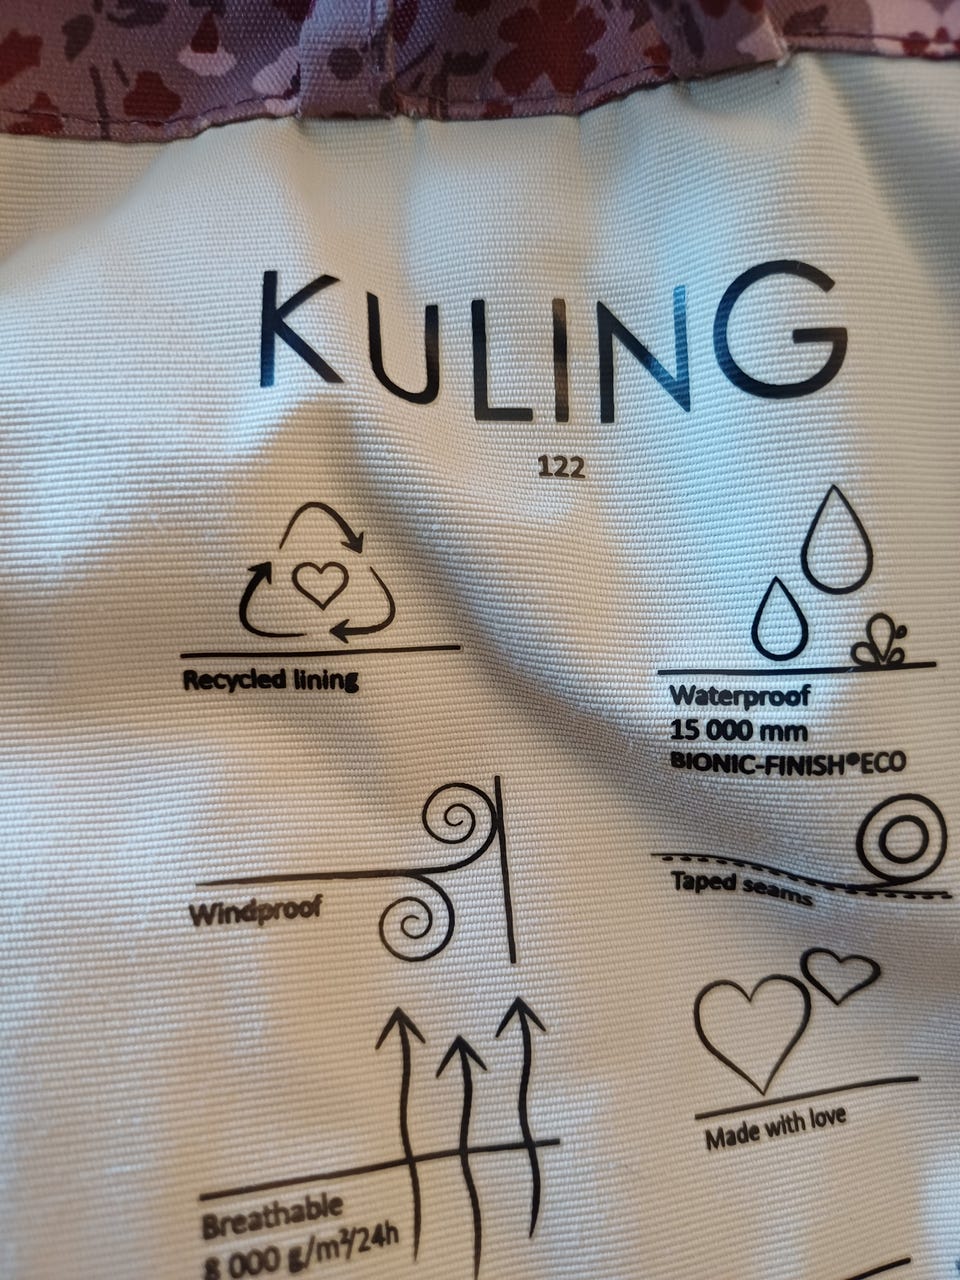 KULING
122
Recycled lining
Waterproof
15 000 mm
BIONIC-FINISH®ECO
Windproof
Taped seams
Made with love
Breathable
8 000 g/m²/24h